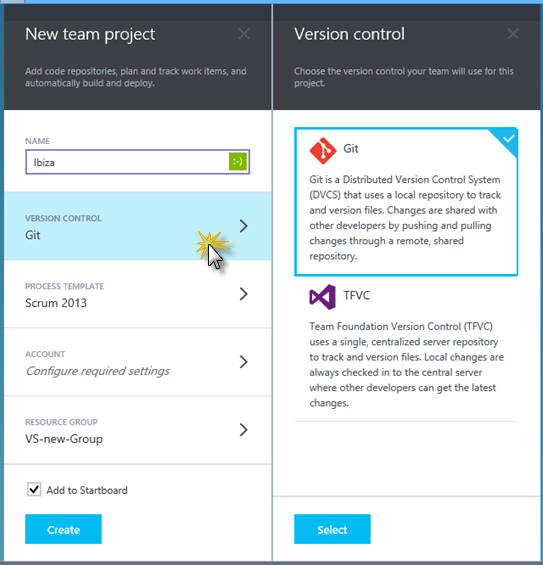 New team project
Add code repositories, plan and track work items, and
automatically build and deploy.
NAME
Ibiza
:-)
VERSION CONTROL
Git
PROCESS TEMPLATE
Scrum 2013
ACCOUNT
Configure required settings
RESOURCE GROUP
VS-new-Group
Add to Startboard
Create
Version control
Choose the version control your team will use for this
project.
Git
Git is a Distributed Version Control System
(DVCS) that uses a local repository to track
and version files. Changes are shared with
other developers by pushing and pulling
changes through a remote, shared
repository.
TFVC
Team Foundation Version Control (TFVC)
uses a single, centralized server repository
to track and version files. Local changes are
always checked in to the central server
where other developers can get the latest
changes.
Select